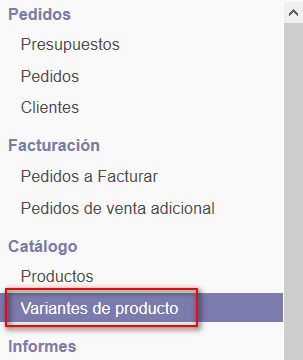 Pedidos
Presupuestos
Pedidos
Clientes
Facturación
Pedidos a Facturar
Pedidos de venta adicional
Catálogo
Productos
Variantes de producto
Informes